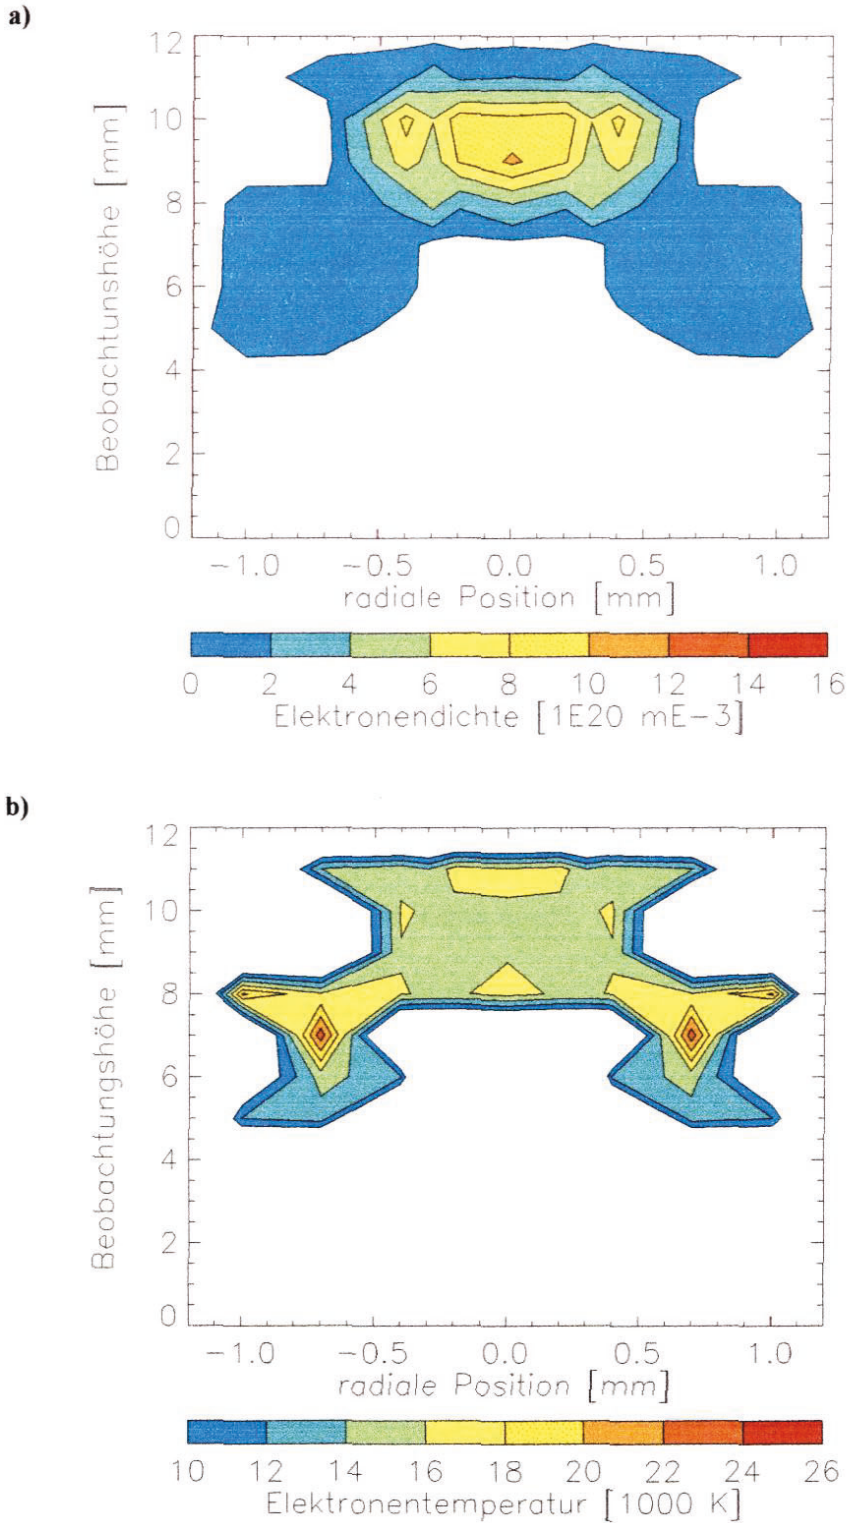 a)
12
10
8
6
4
2
0
Beobachtunshöhe [mm]
−1.0 −0.5 0.0 0.5 1.0
radiale Position [mm]
0 2 4 6 8 10 12 14 16
Elektronendichte [1E20 mE−3]
b)
12
10
8
6
4
2
0
Beobachtungshöhe [mm]
−1.0 −0.5 0.0 0.5 1.0
radiale Position [mm]
10 12 14 16 18 20 22 24 26
Elektronentemperatur [1000 K]